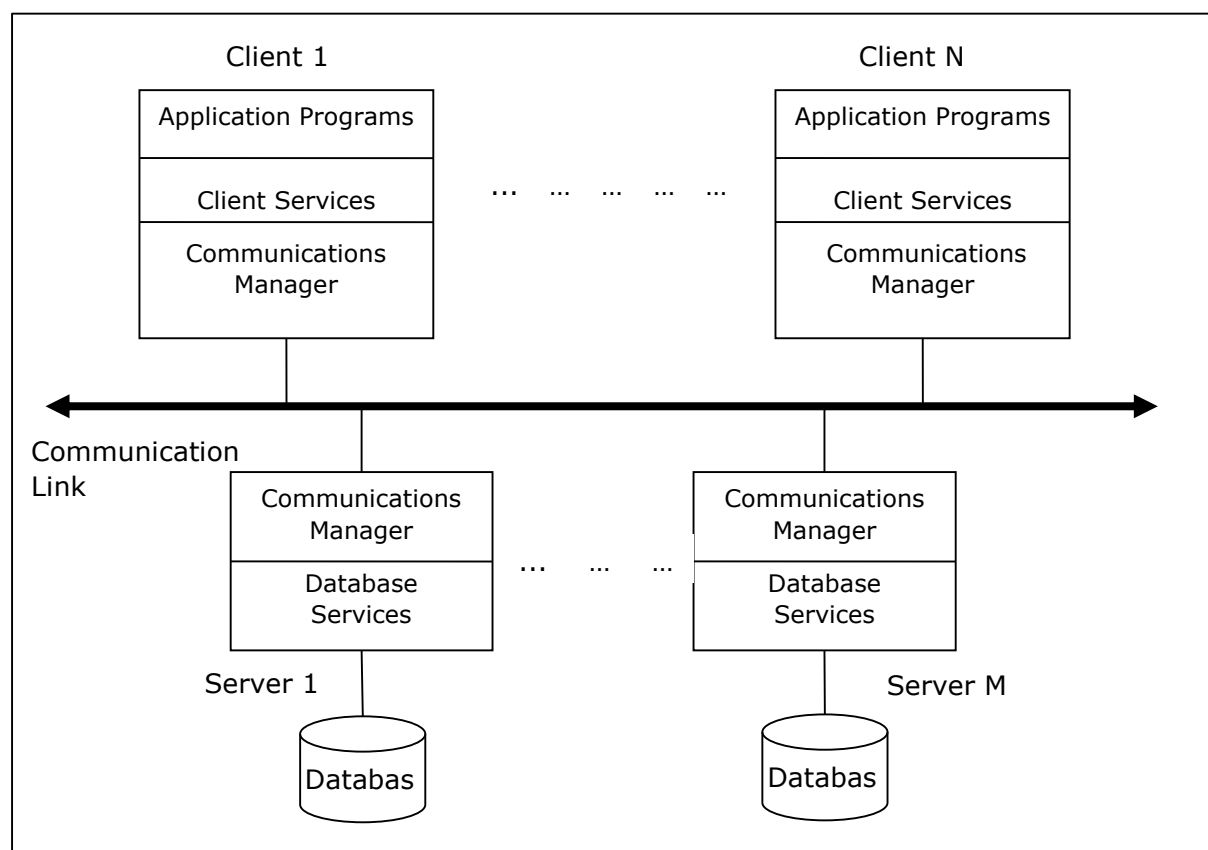 Client 1
Client N
Application Programs
Application Programs
Client Services
... ... ... ... ...
Client Services
Communications
Manager
Communications
Manager
Communication
Link
Communications
Manager
Communications
Manager
... ... ...
Database
Services
Database
Services
Server 1
Server M
Databas
Databas